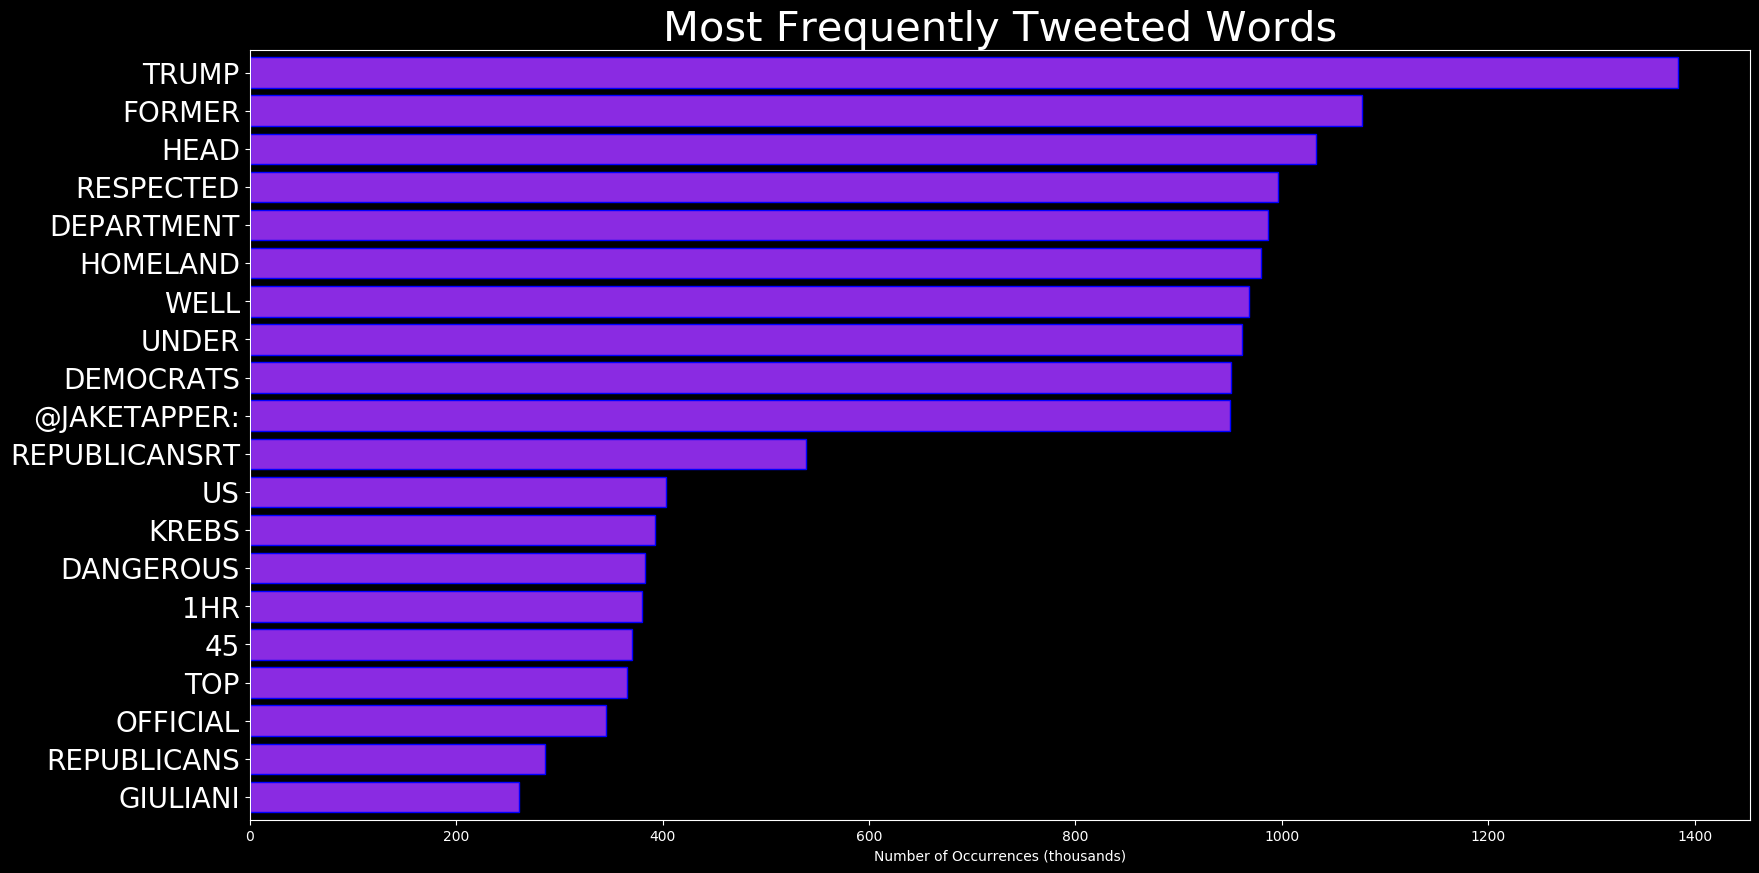 Most Frequently Tweeted Words
TRUMP
FORMER
HEAD
RESPECTED
DEPARTMENT
HOMELAND
WELL
UNDER
DEMOCRATS
@JAKETAPPER:
REPUBLICANSRT
US
KREBS
DANGEROUS
1HR
45
TOP
OFFICIAL
REPUBLICANS
GIULIANI
0 200 400 600 800 1000 1200 1400
Number of Occurrences (thousands)